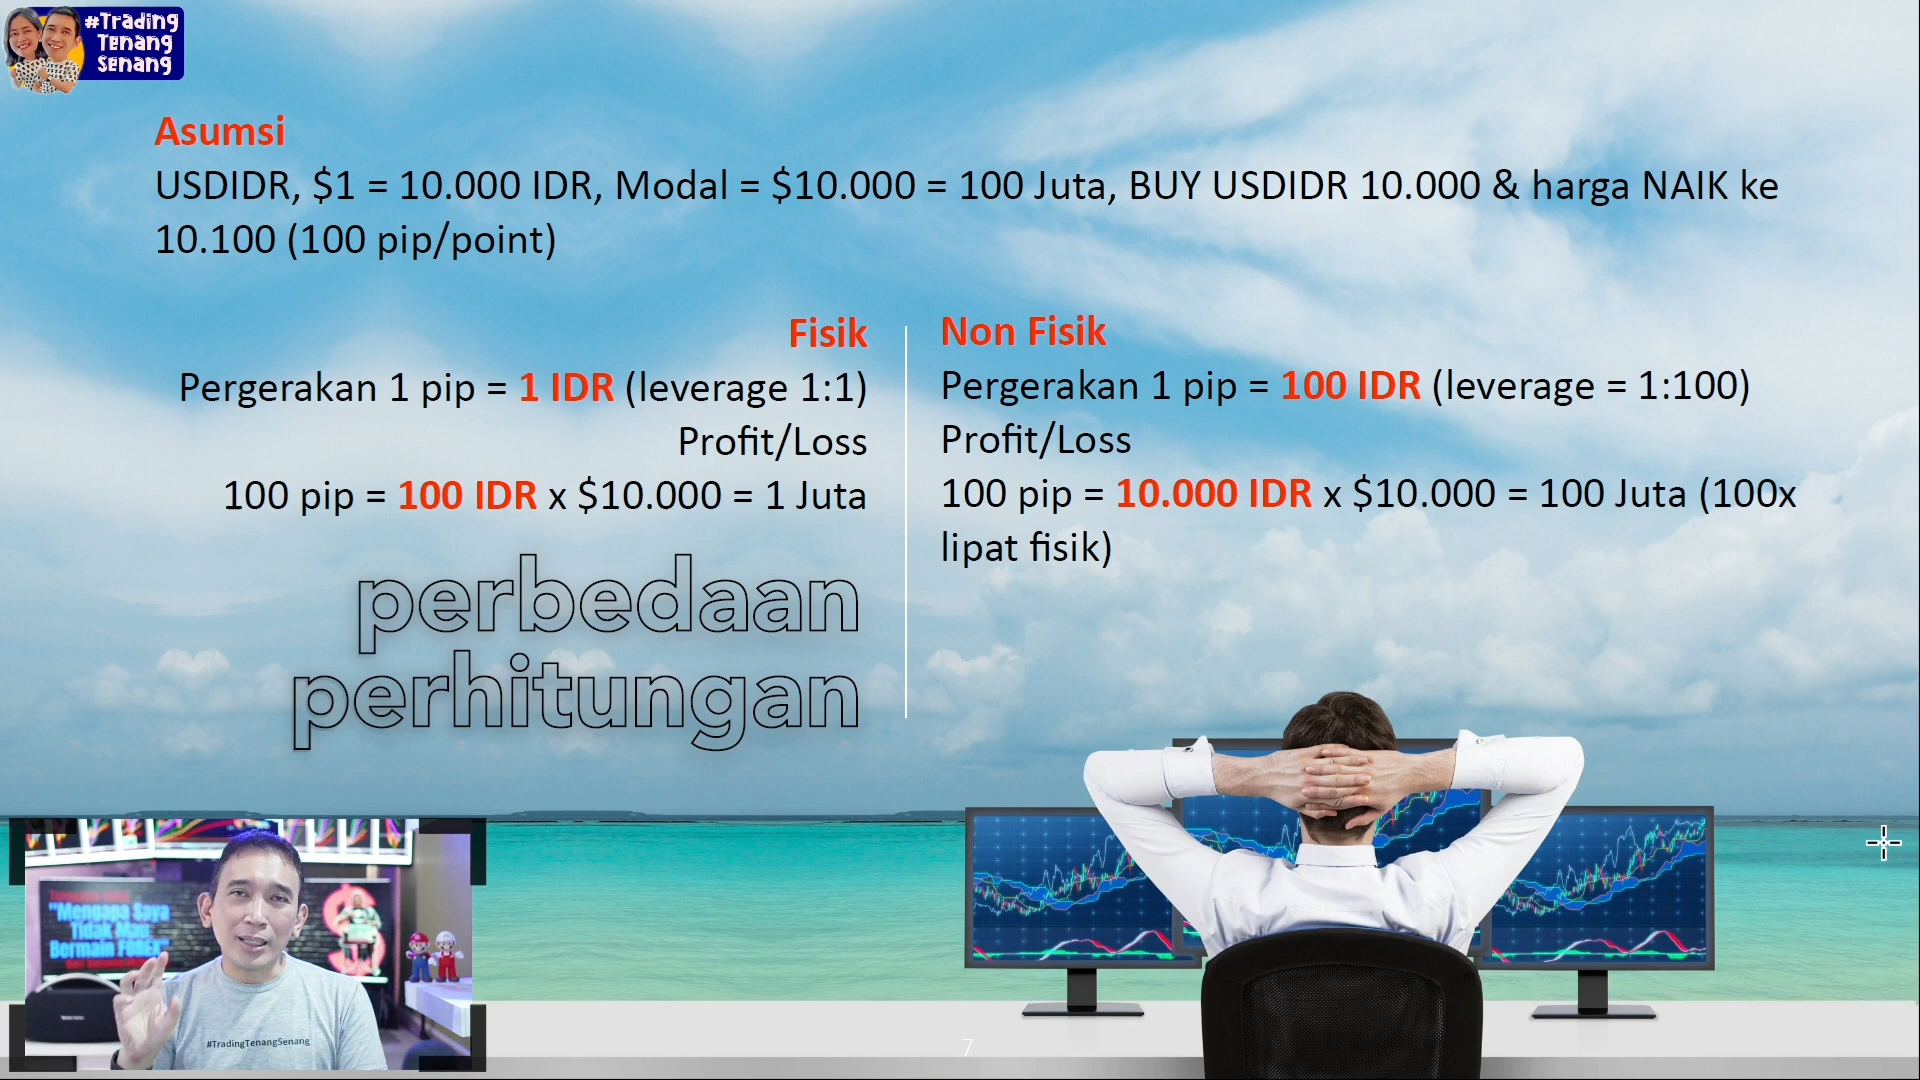 #Trading
Tenang
Senang
Asumsi
USDIDR, $1 = 10.000 IDR, Modal = $10.000 = 100 Juta, BUY USDIDR 10.000 & harga NAIK ke
10.100 (100 pip/point)
Fisik
Pergerakan 1 pip = 1 IDR (leverage 1:1)
Profit/Loss
100 pip = 100 IDR x $10.000 = 1 Juta
Non Fisik
Pergerakan 1 pip = 100 IDR (leverage = 1:100)
Profit/Loss
100 pip = 10.000 IDR x $10.000 = 100 Juta (100x
lipat fisik)
perbedaan
perhitungan
"Mengapa Saya
Tidak Mau
Bermain FOREX"
#TradingTenangSenang
7